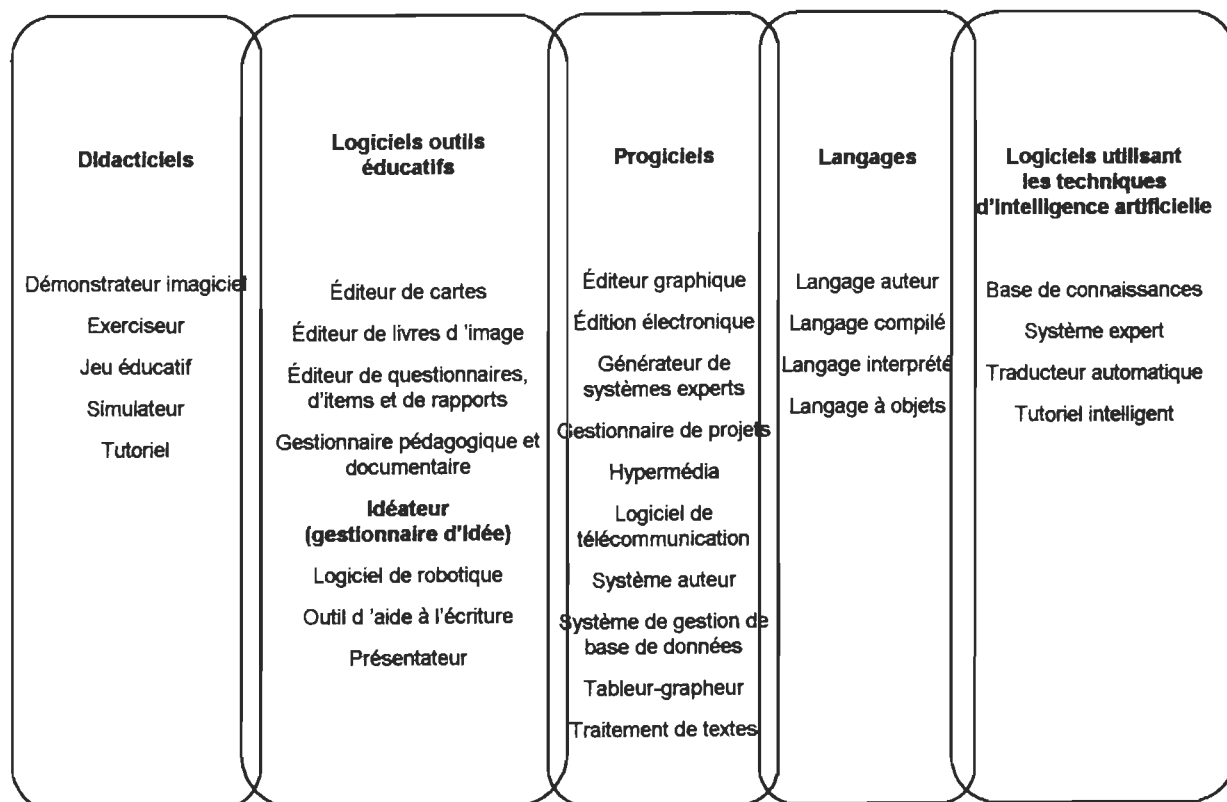 Didacticiels
Démonstrateur imagiciel
Exerciseur
Jeu éducatif
Simulateur
Tutoriel
Logiciels outils
éducatifs
Éditeur de cartes
Éditeur de livres d 'image
Éditeur de questionnaires,
d'items et de rapports
Gestionnaire pédagogique et
documentaire
Idéateur
(gestionnaire d'idée)
Logiciel de robotique
Outil d 'aide à l'écriture
Présentateur
Progiciels
Éditeur graphique
Édition électronique
Générateur de
systèmes experts
Gestionnaire de projets
Hypermédia
Logiciel de
télécommunication
Système auteur
Système de gestion de
base de données
Tableur-grapheur
Traitement de textes
Langages
Langage auteur
Langage compilé
Langage interprété
Langage à objets
Logiciels utilisant
les techniques
d'intelligence artificielle
Base de connaissances
Système expert
Traducteur automatique
Tutoriel intelligent